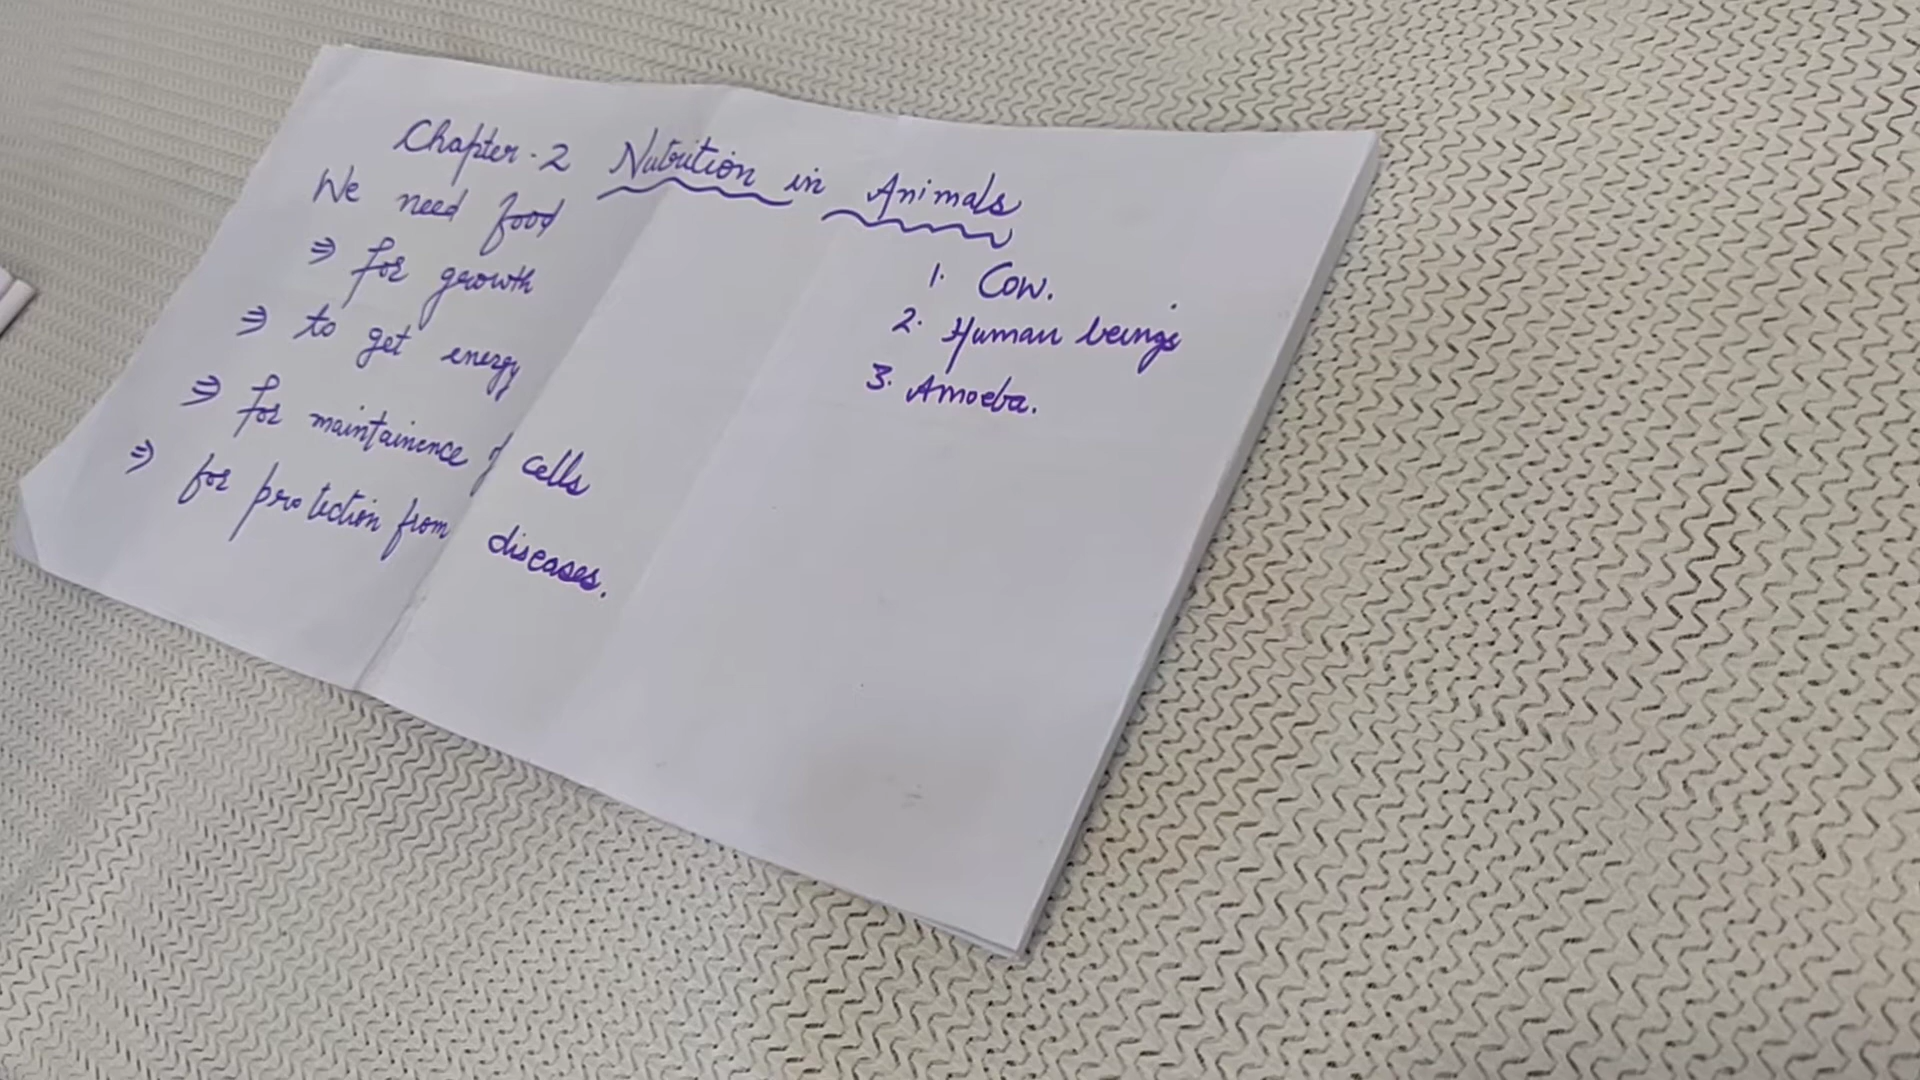 Chapter-2 Nutrition in Animals
We need food
⇒ for growth
⇒ to get energy
⇒ for maintainence of cells
⇒ for protection from diseases.
1. Cow.
2. Human beings
3. Amoeba.